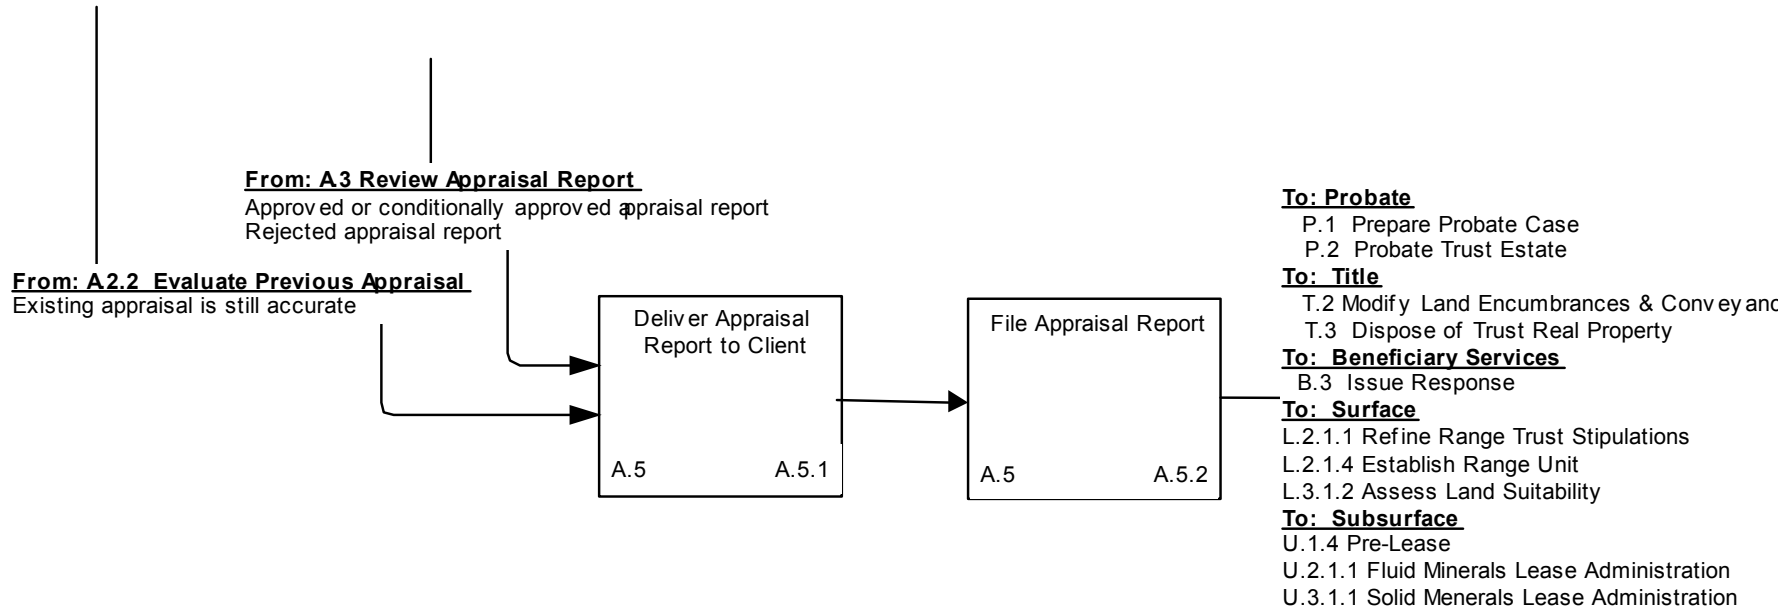 From: A.3 Review Appraisal Report
Approved or conditionally approved appraisal report
Rejected appraisal report
From: A.2.2 Evaluate Previous Appraisal
Existing appraisal is still accurate
Deliver Appraisal
Report to Client
A.5 A.5.1
File Appraisal Report
A.5 A.5.2
To: Probate
P.1 Prepare Probate Case
P.2 Probate Trust Estate
To: Title
T.2 Modify Land Encumbrances & Conveyanc
T.3 Dispose of Trust Real Property
To: Beneficiary Services
B.3 Issue Response
To: Surface
L.2.1.1 Refine Range Trust Stipulations
L.2.1.4 Establish Range Unit
L.3.1.2 Assess Land Suitability
To: Subsurface
U.1.4 Pre-Lease
U.2.1.1 Fluid Minerals Lease Administration
U.3.1.1 Solid Menerals Lease Administration